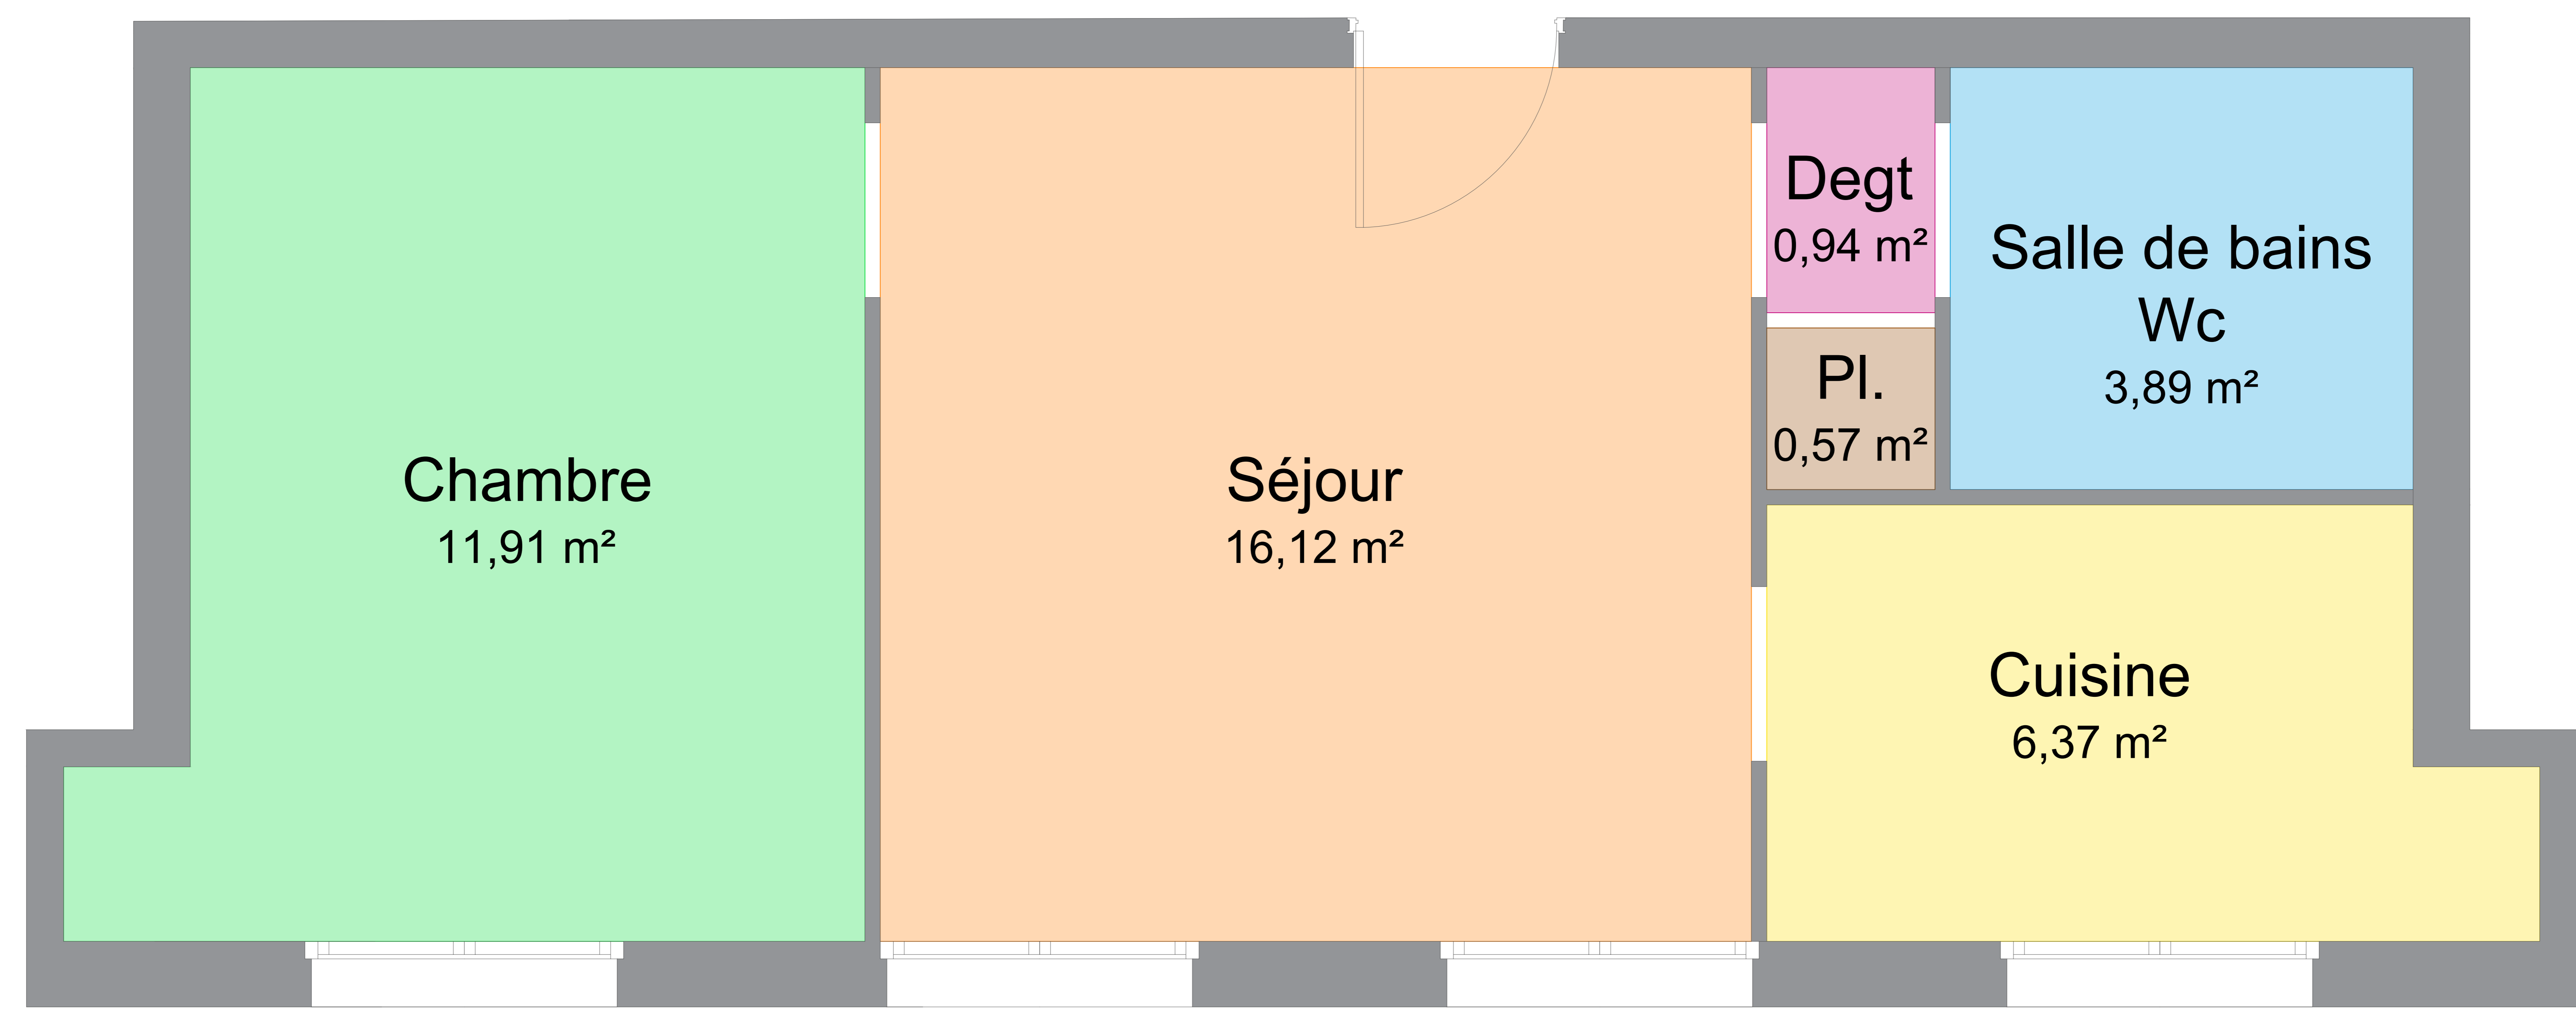 Chambre
11,91 m²
Séjour
16,12 m²
Degt
0,94 m²
Pl.
0,57 m²
Salle de bains
Wc
3,89 m²
Cuisine
6,37 m²